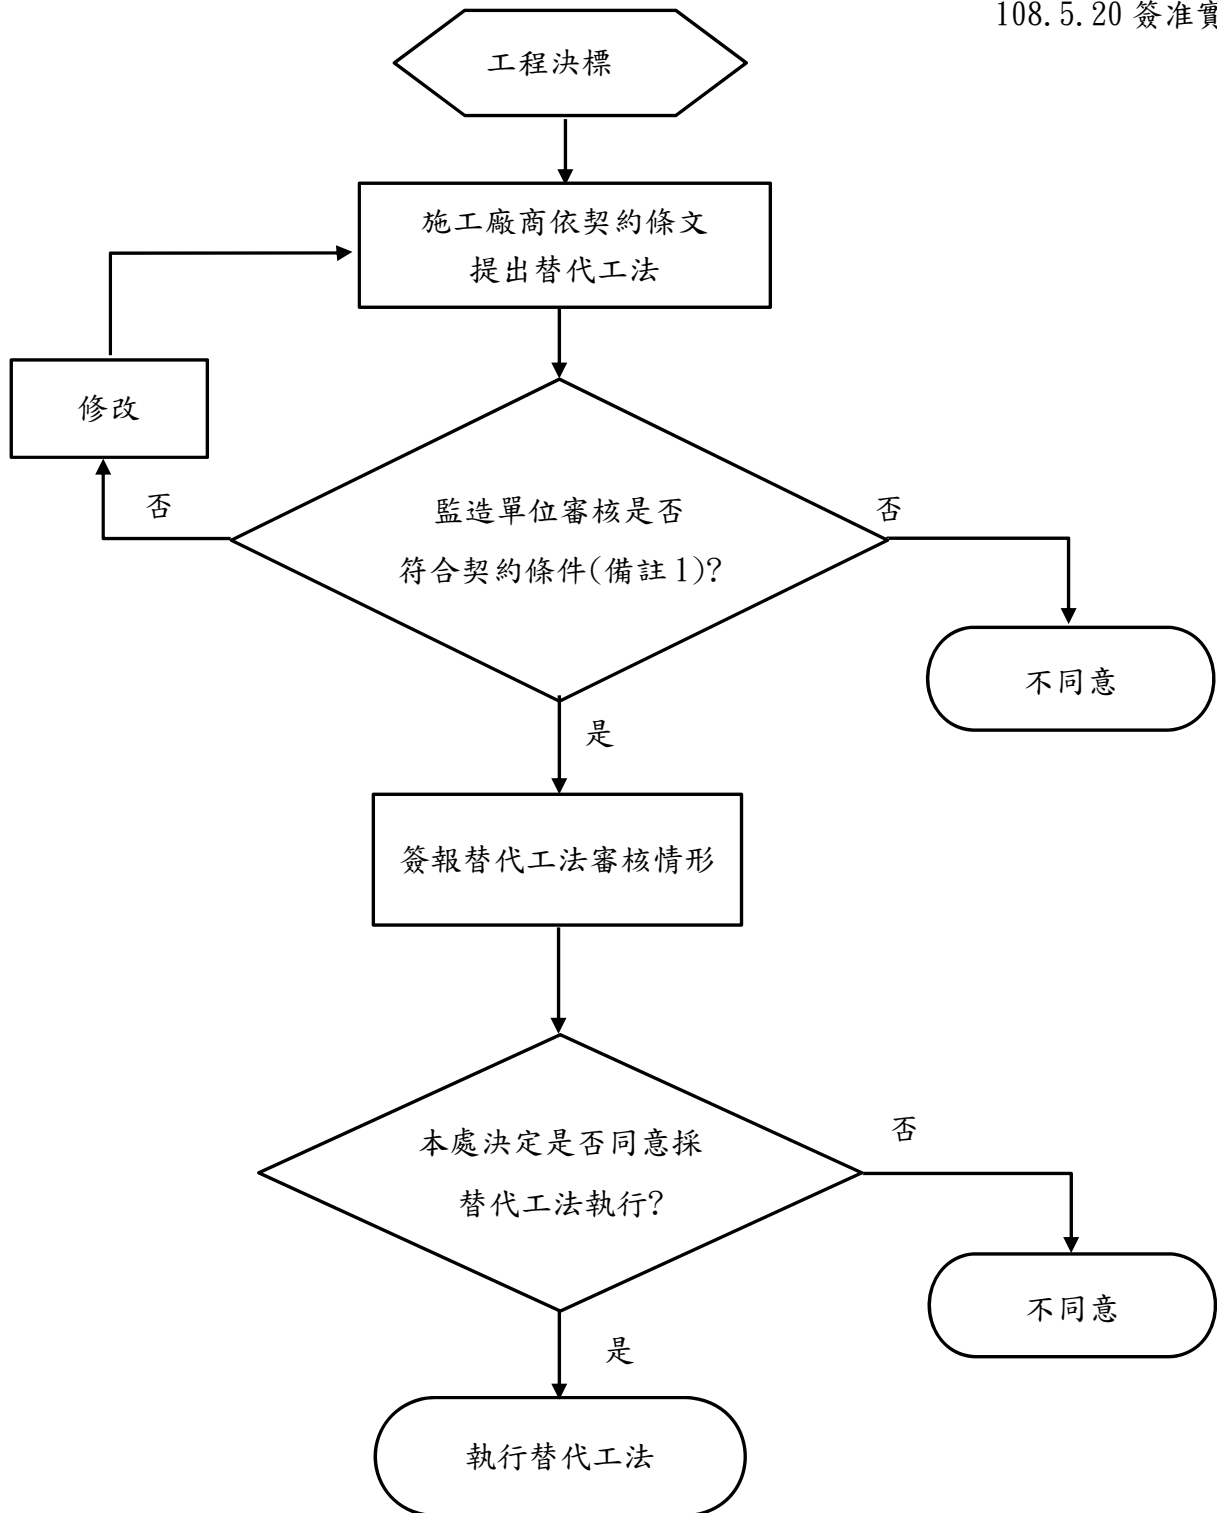 108.5.20 簽准實
工程決標
施工廠商依契約條文
提出替代工法
修改
否
監造單位審核是否
符合契約條件(備註1)?
否
不同意
是
簽報替代工法審核情形
本處決定是否同意採
替代工法執行?
否
不同意
是
執行替代工法